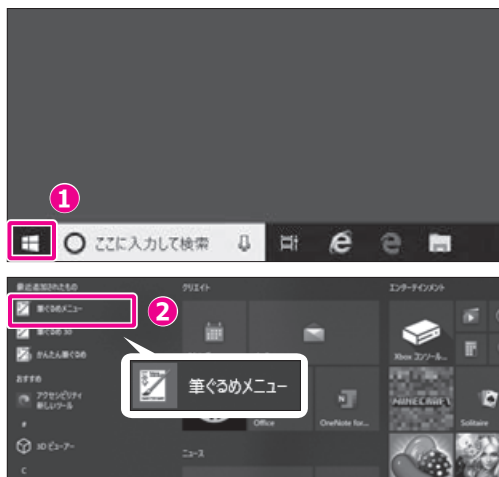 1
ここに入力して検索
最近追加されたもの
筆ぐるめメニュー
筆ぐるめ 30
かんたん筆ぐるめ
おすすめ
アクセシビリティ
新しいツール
#
3D ビューアー
C
クリエイト
エンターテインメント
2
筆ぐるめメニュー
Xbox コンソール...
MINECRAFT
Office
OneNote for...
Solitaire
ニュース